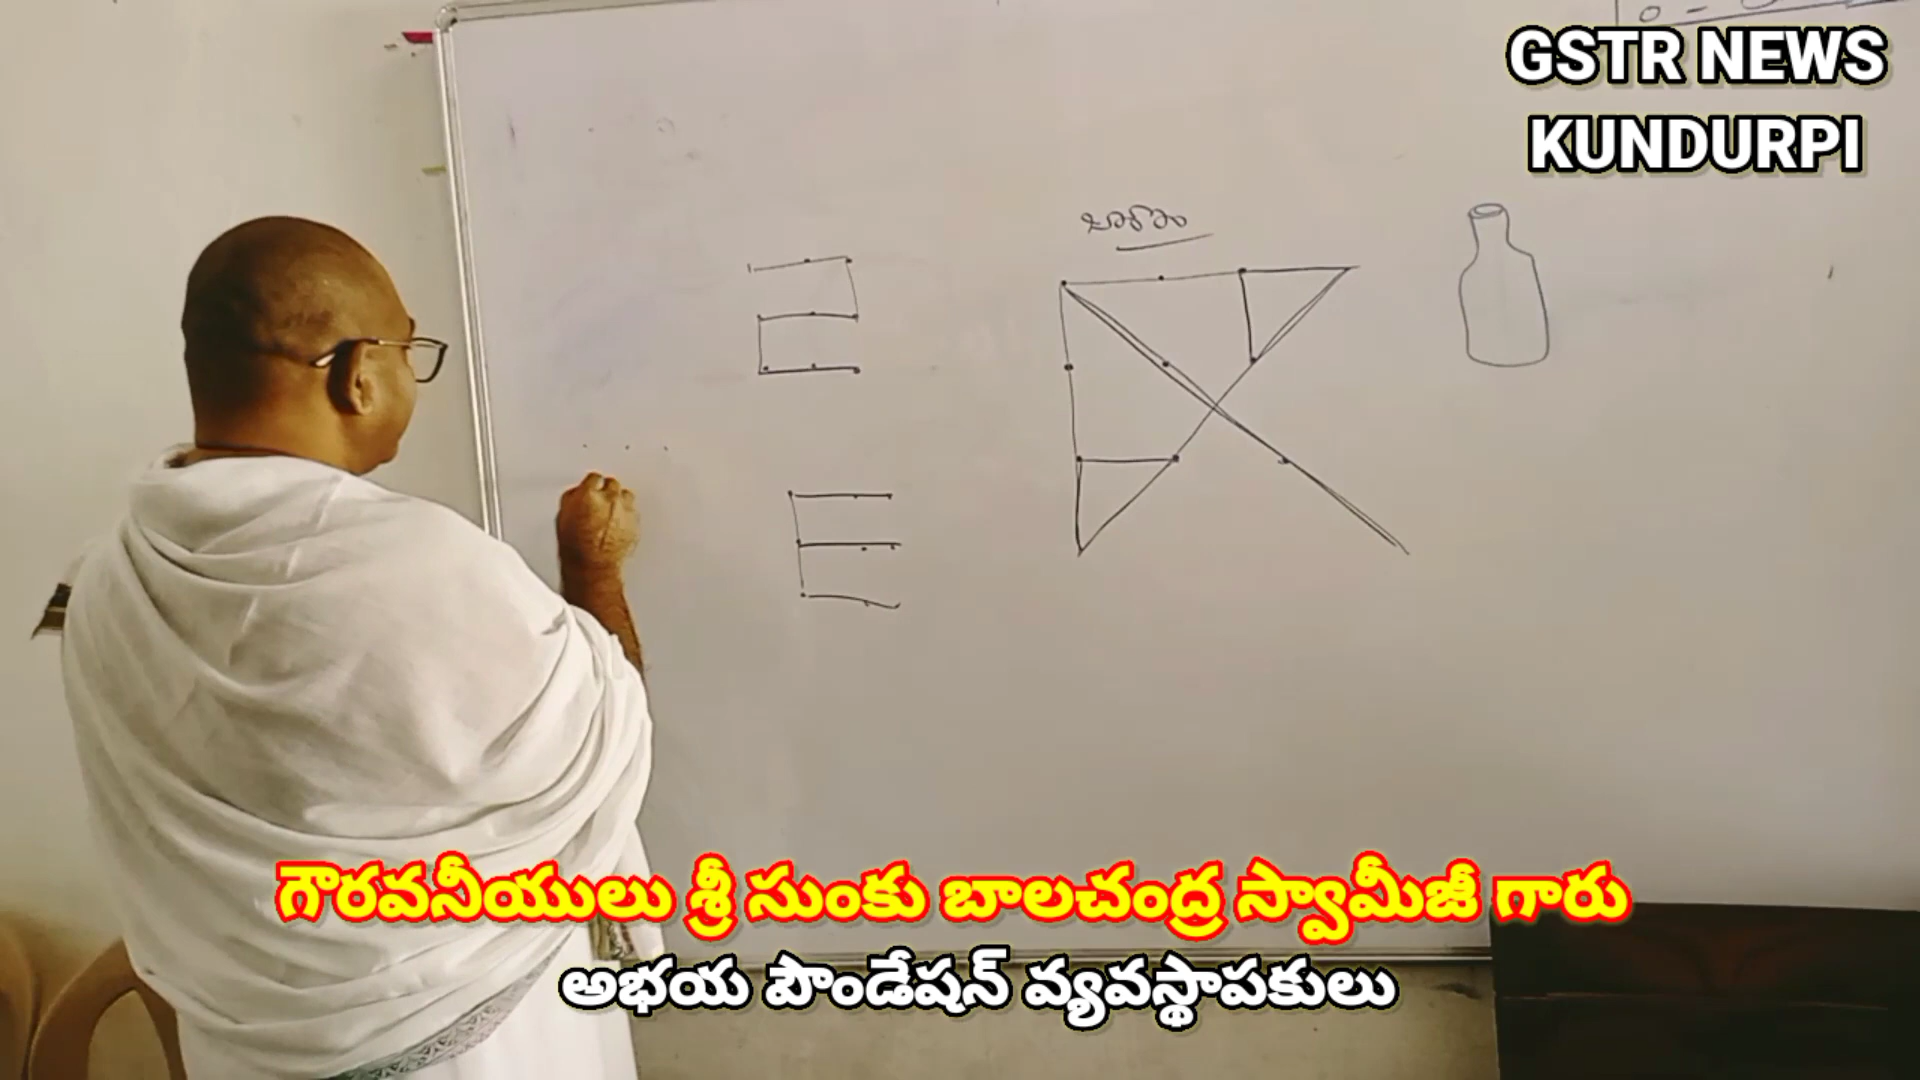 GSTR NEWS
KUNDURPI
గౌరవనీయులు శ్రీ సుంకు బాలచంద్ర స్వామీజీ గారు
అభయ ఫౌండేషన్ వ్యవస్థాపకులు